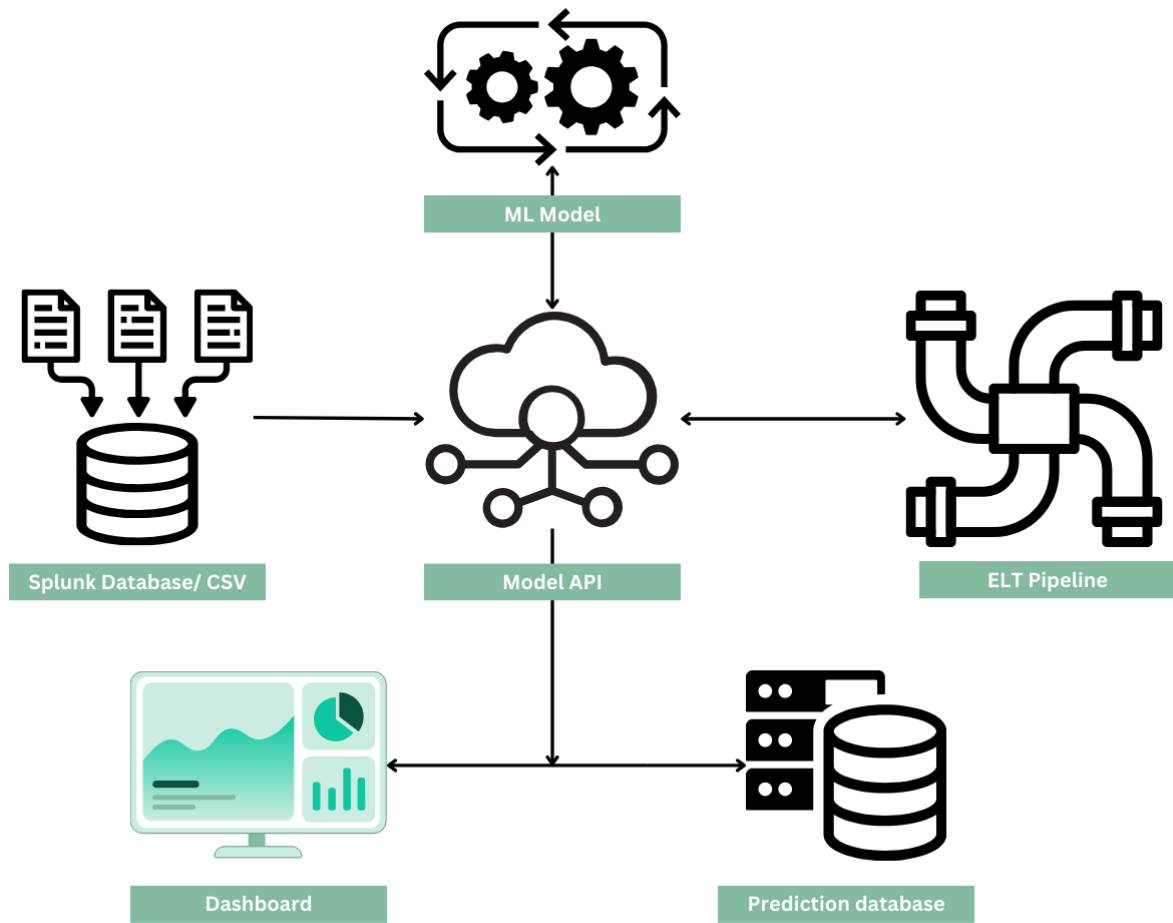 ML Model
Splunk Database/ CSV
Model API
ELT Pipeline
Dashboard
Prediction database